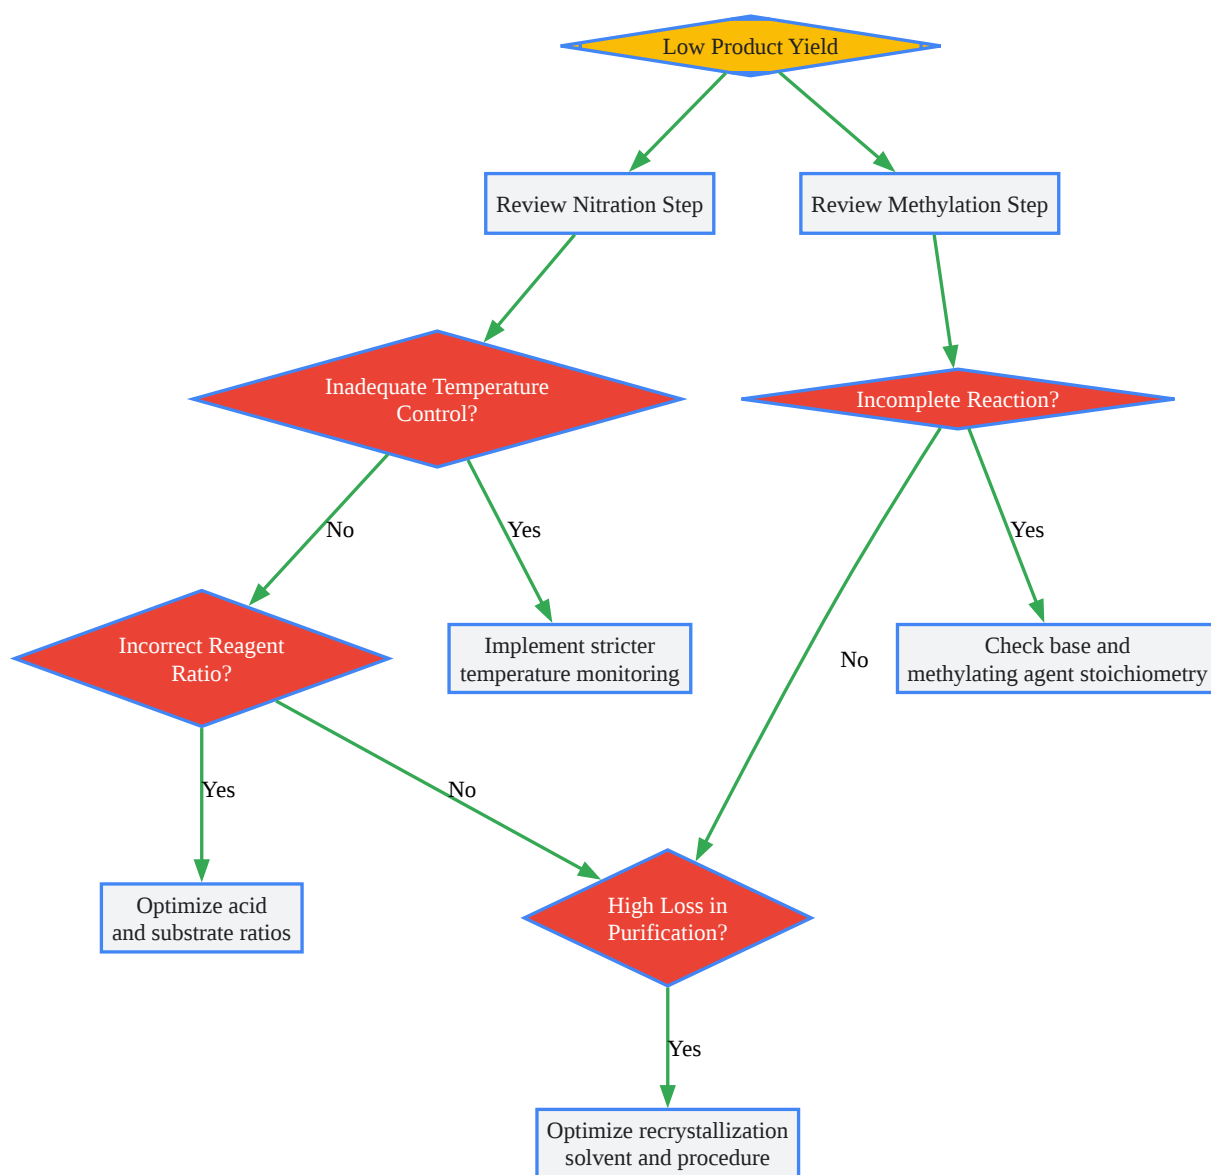 Low Product Yield
Review Nitration Step
Review Methylation Step
Inadequate Temperature
Control?
Incomplete Reaction?
No
Yes
Yes
Incorrect Reagent
Ratio?
Implement stricter
temperature monitoring
No
Check base and
methylating agent stoichiometry
Yes
No
Optimize acid
and substrate ratios
High Loss in
Purification?
Yes
Optimize recrystallization
solvent and procedure